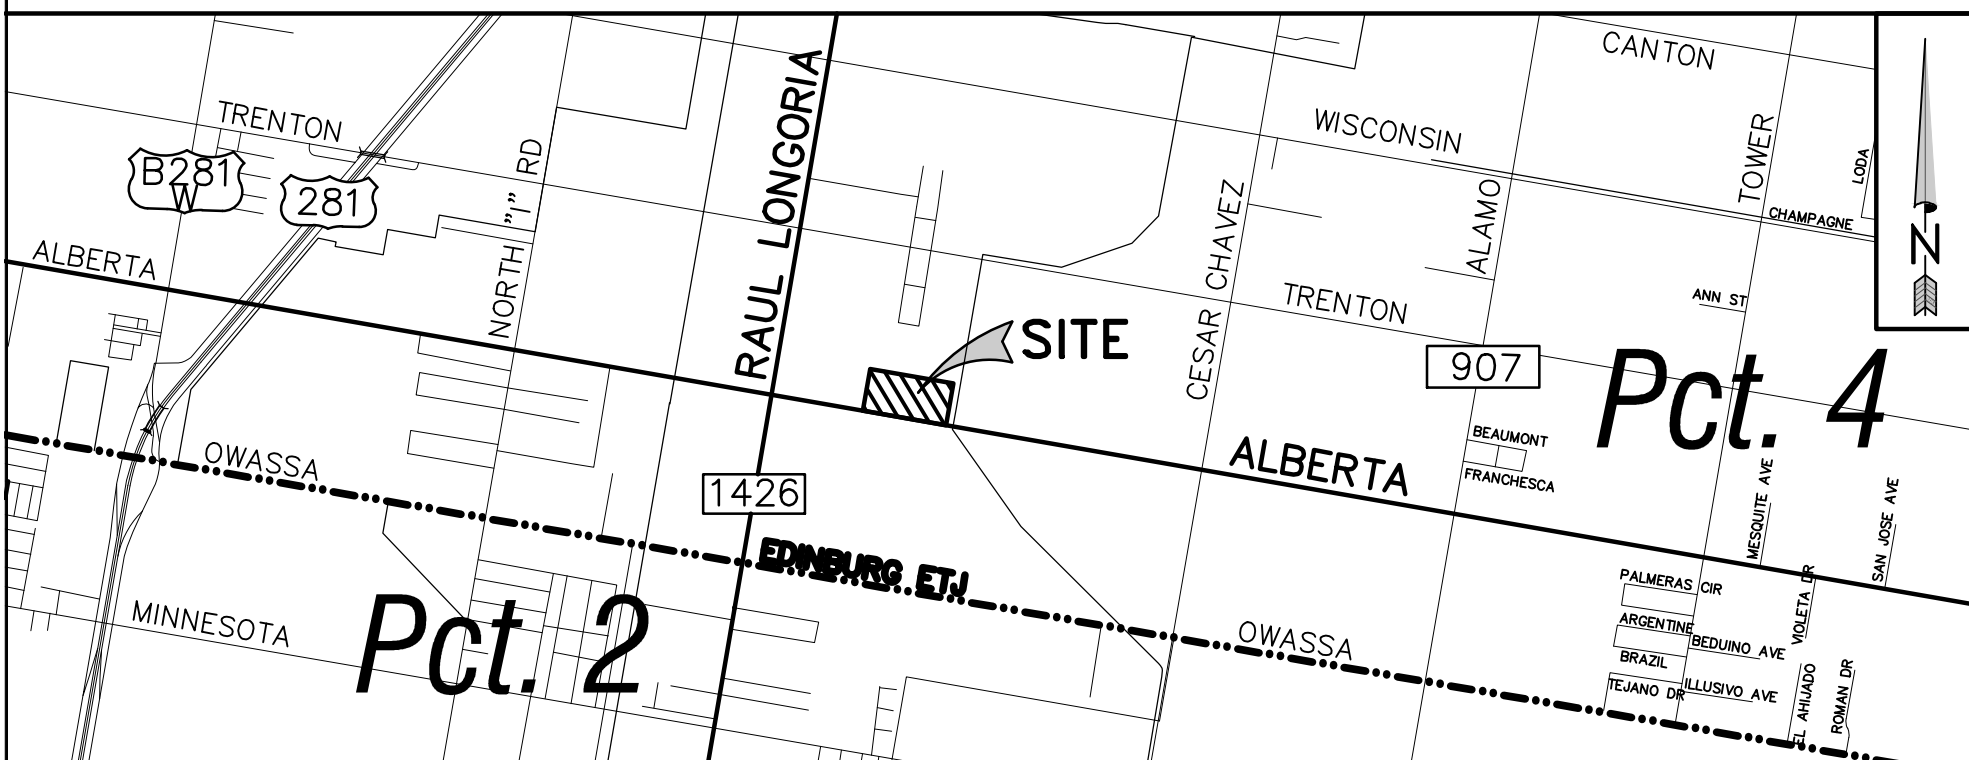 CANTON
TRENTON
B281
W
281
NORTH "I" RD
RAUL LONGORIA
WISCONSIN
TOWER
LODA
CHAMPAGNE
N
ALBERTA
CESAR CHAVEZ
ALAMO
TRENTON
ANN ST
SITE
907
Pct. 4
BEAUMONT
FRANCHESCA
ALBERTA
MESQUITE AVE
SAN JOSE AVE
OWASSA
1426
EDINBURG ETJ
Pct. 2
MINNESOTA
OWASSA
PALMERAS CIR
VIOLETA DR
ARGENTINE
BEDUINO AVE
BRAZIL
TEJANO DR
ILLUSIVO AVE
EL AHIJADO
ROMAN DR